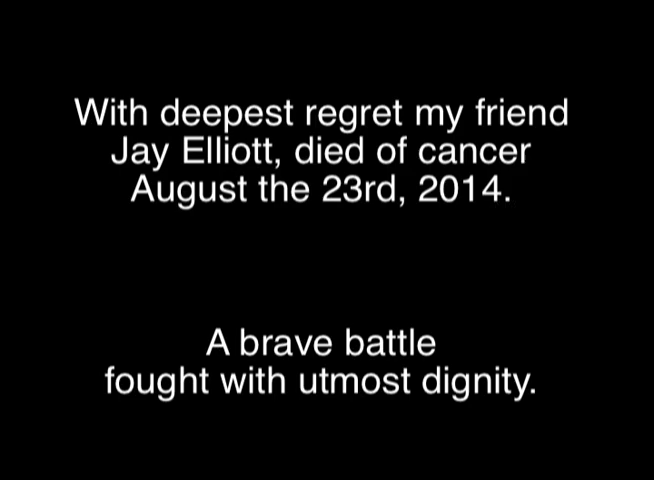 With deepest regret my friend
Jay Elliott, died of cancer
August the 23rd, 2014.
A brave battle
fought with utmost dignity.